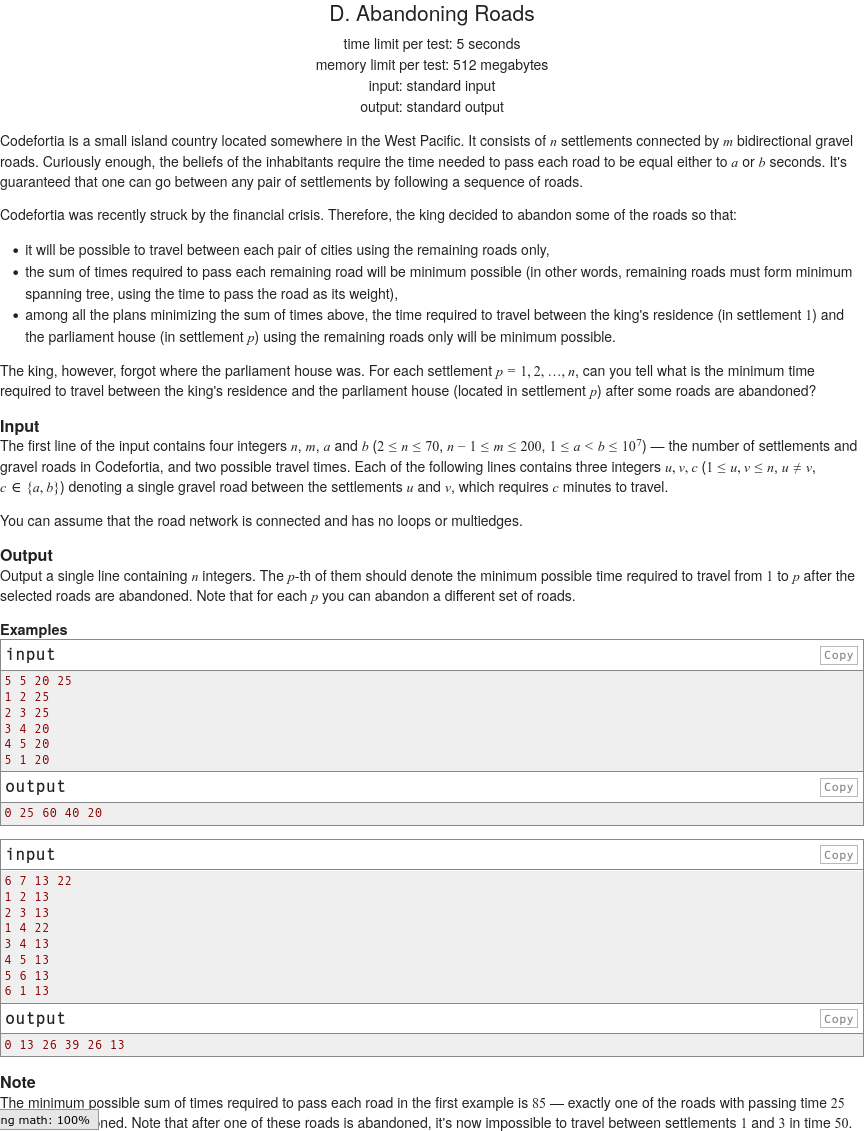 D. Abandoning Roads
time limit per test: 5 seconds
memory limit per test: 512 megabytes
input: standard input
output: standard output
Codefortia is a small island country located somewhere in the West Pacific. It consists of n settlements connected by m bidirectional gravel
roads. Curiously enough, the beliefs of the inhabitants require the time needed to pass each road to be equal either to a or b seconds. It's
guaranteed that one can go between any pair of settlements by following a sequence of roads.
Codefortia was recently struck by the financial crisis. Therefore, the king decided to abandon some of the roads so that:
• it will be possible to travel between each pair of cities using the remaining roads only,
• the sum of times required to pass each remaining road will be minimum possible (in other words, remaining roads must form minimum
spanning tree, using the time to pass the road as its weight),
• among all the plans minimizing the sum of times above, the time required to travel between the king's residence (in settlement 1) and
the parliament house (in settlement p) using the remaining roads only will be minimum possible.
The king, however, forgot where the parliament house was. For each settlement p = 1, 2, …, n, can you tell what is the minimum time
required to travel between the king's residence and the parliament house (located in settlement p) after some roads are abandoned?
Input
The first line of the input contains four integers n, m, a and b (2 ≤ n ≤ 70, n − 1 ≤ m ≤ 200, 1 ≤ a < b ≤ 10⁷) — the number of settlements and
gravel roads in Codefortia, and two possible travel times. Each of the following lines contains three integers u, v, c (1 ≤ u, v ≤ n, u ≠ v,
c ∈ {a, b}) denoting a single gravel road between the settlements u and v, which requires c minutes to travel.
You can assume that the road network is connected and has no loops or multiedges.
Output
Output a single line containing n integers. The p-th of them should denote the minimum possible time required to travel from 1 to p after the
selected roads are abandoned. Note that for each p you can abandon a different set of roads.
Examples
input Copy
5 5 20 25
1 2 25
2 3 25
3 4 20
4 5 20
5 1 20
output Copy
0 25 60 40 20
input Copy
6 7 13 22
1 2 13
2 3 13
1 4 22
3 4 13
4 5 13
5 6 13
6 1 13
output Copy
0 13 26 39 26 13
Note
The minimum possible sum of times required to pass each road in the first example is 85 — exactly one of the roads with passing time 25
ng math: 100% oned. Note that after one of these roads is abandoned, it's now impossible to travel between settlements 1 and 3 in time 50.